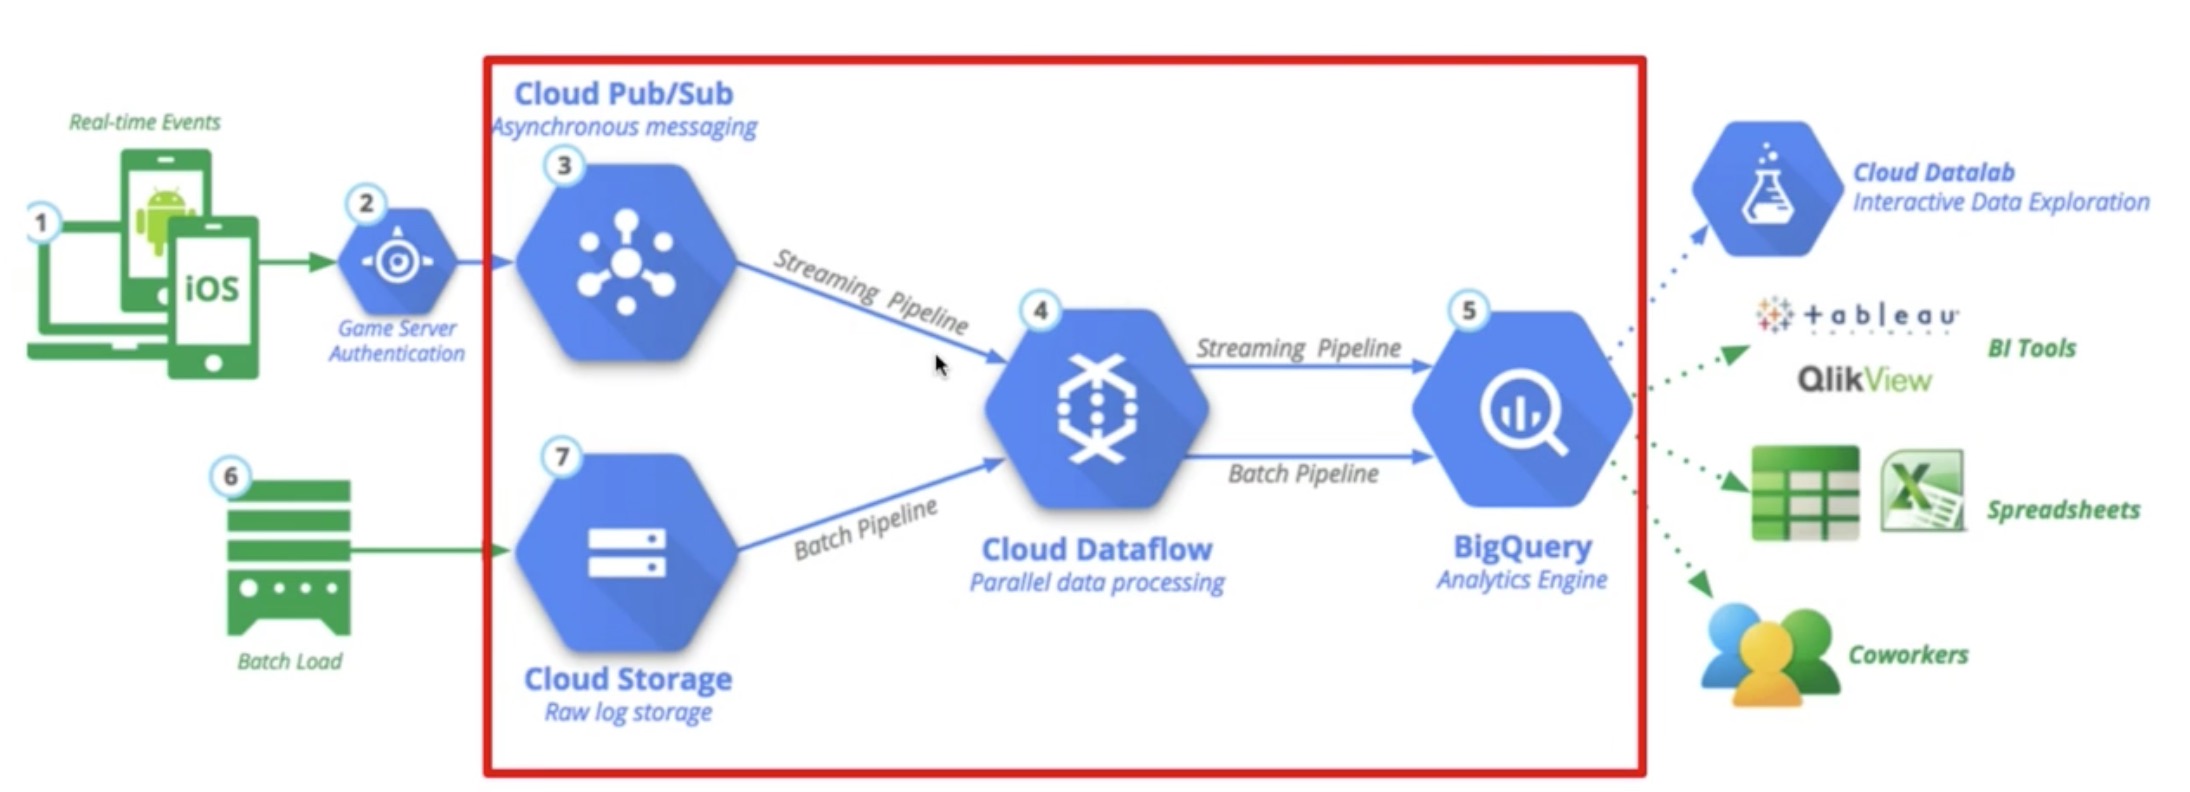 Real-time Events
1
iOS
2
Game Server
Authentication
Cloud Pub/Sub
Asynchronous messaging
3
Streaming Pipeline
6
Batch Load
7
Cloud Storage
Raw log storage
Batch Pipeline
4
Cloud Dataflow
Parallel data processing
Streaming Pipeline
Batch Pipeline
5
BigQuery
Analytics Engine
Cloud Datalab
Interactive Data Exploration
+ableau
QlikView
BI Tools
X
Spreadsheets
Coworkers